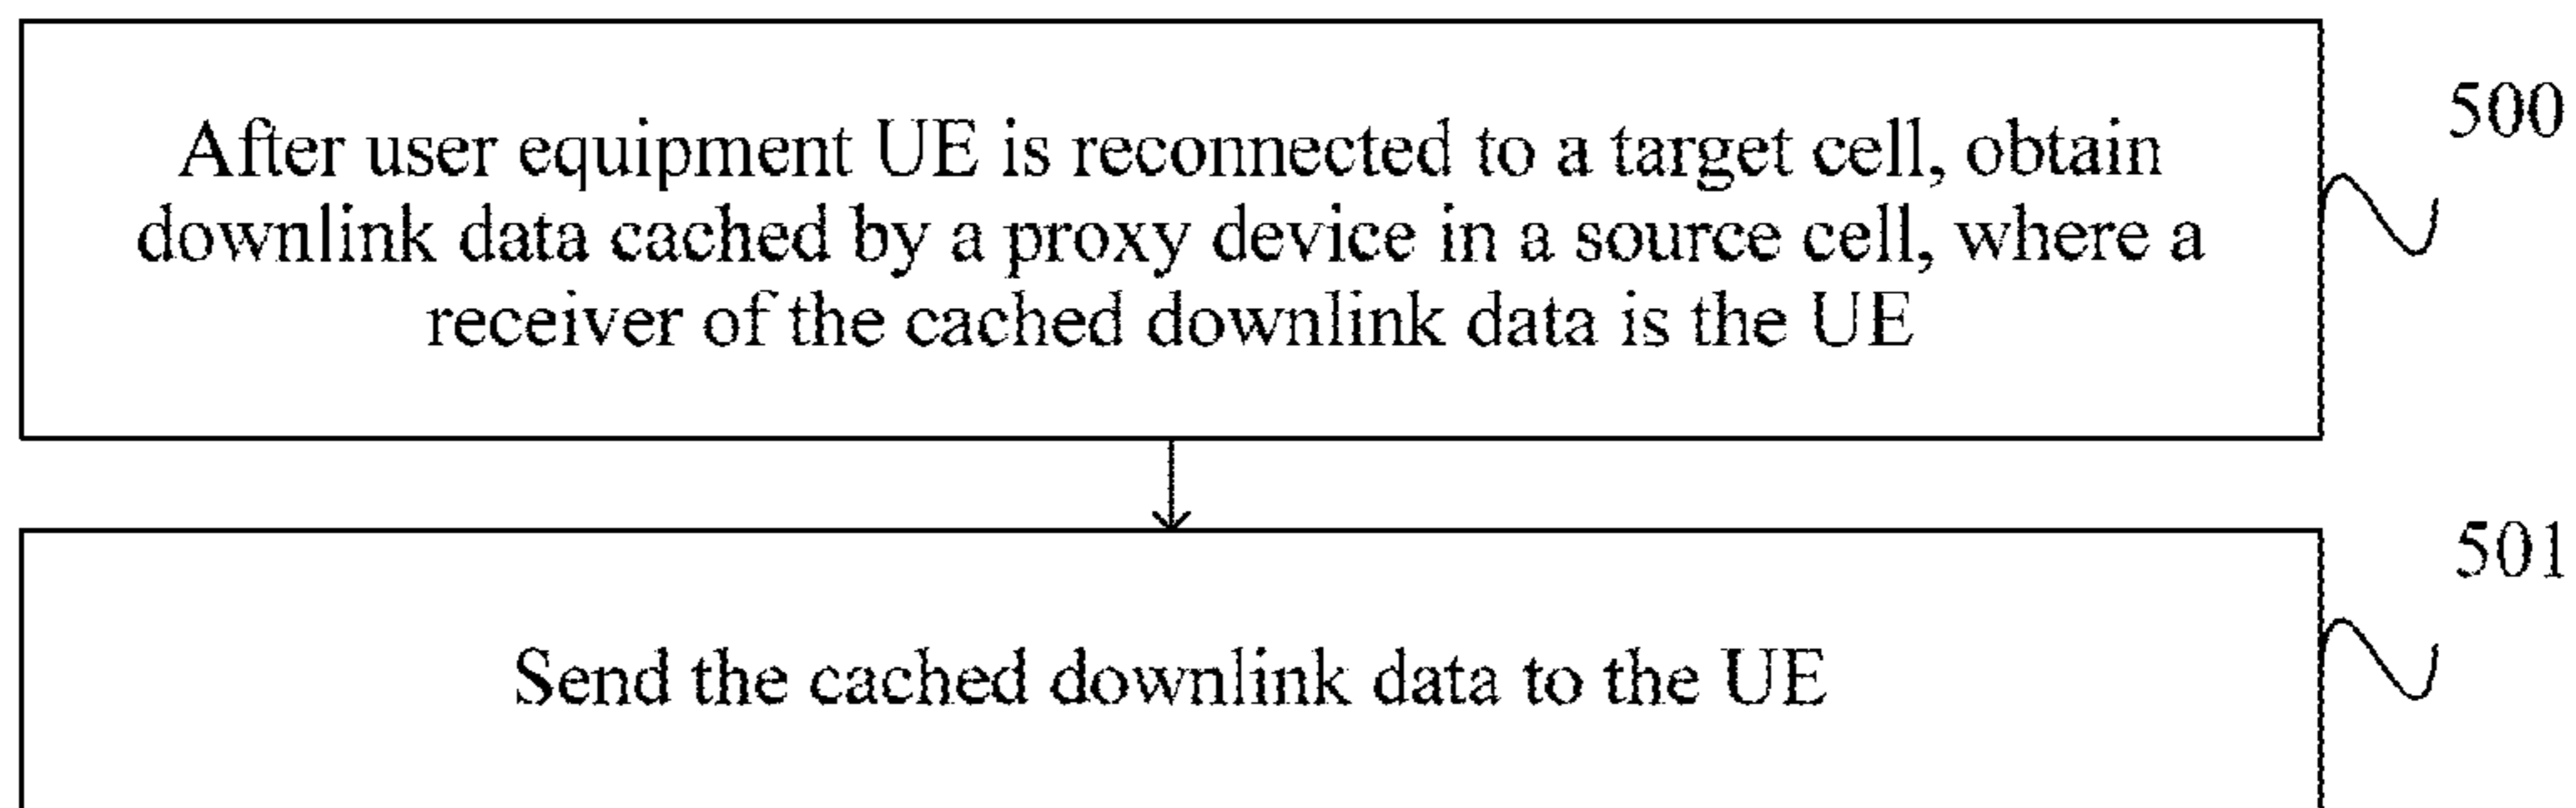 After user equipment UE is reconnected to a target cell, obtain
downlink data cached by a proxy device in a source cell, where a
receiver of the cached downlink data is the UE
500
Send the cached downlink data to the UE
501